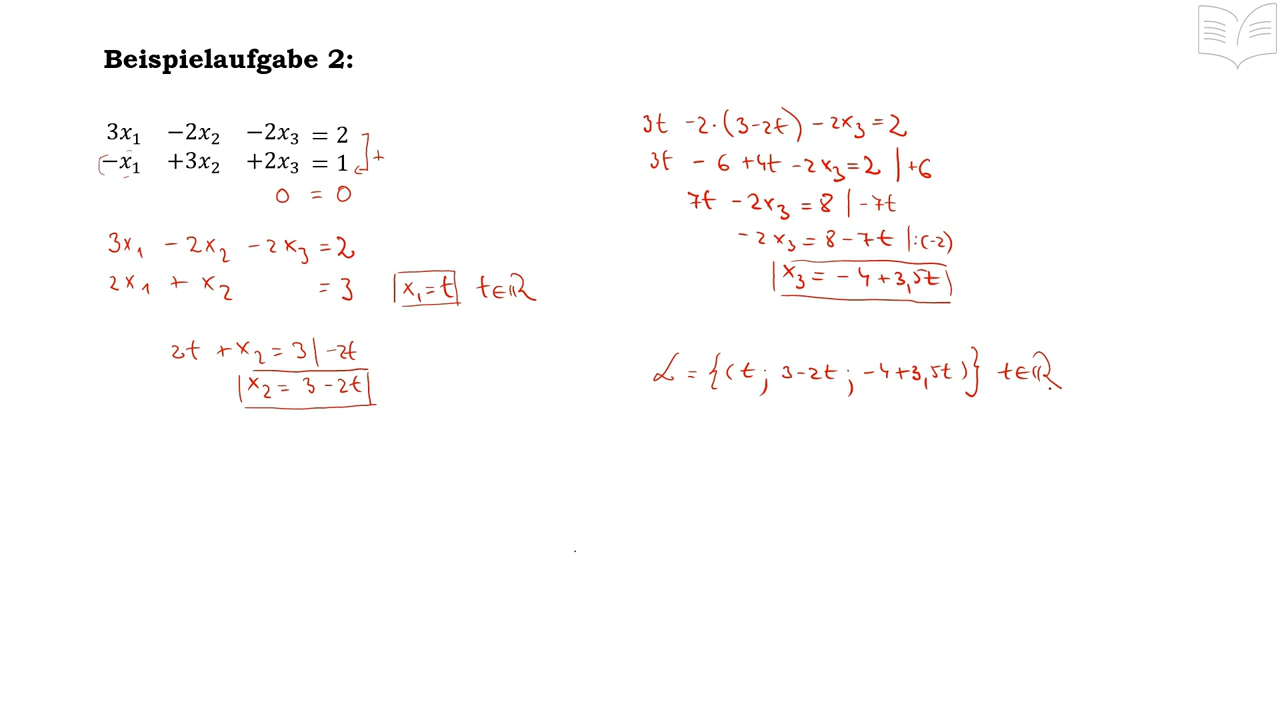 Beispielaufgabe 2:
3x₁ −2x₂ −2x₃ = 2
−x₁ +3x₂ +2x₃ = 1 +
0 = 0
3x₁ − 2x₂ − 2x₃ = 2
2x₁ + x₂ = 3 x₁ = t t∈ℝ
2t + x₂ = 3 | −2t
x₂ = 3 − 2t
3t −2·(3−2t) − 2x₃ = 2
3t − 6 + 4t − 2x₃ = 2 | +6
7t − 2x₃ = 8 | −7t
−2x₃ = 8 − 7t | :(−2)
x₃ = −4 + 3,5t
L = {(t ; 3−2t ; −4+3,5t)} t∈ℝ